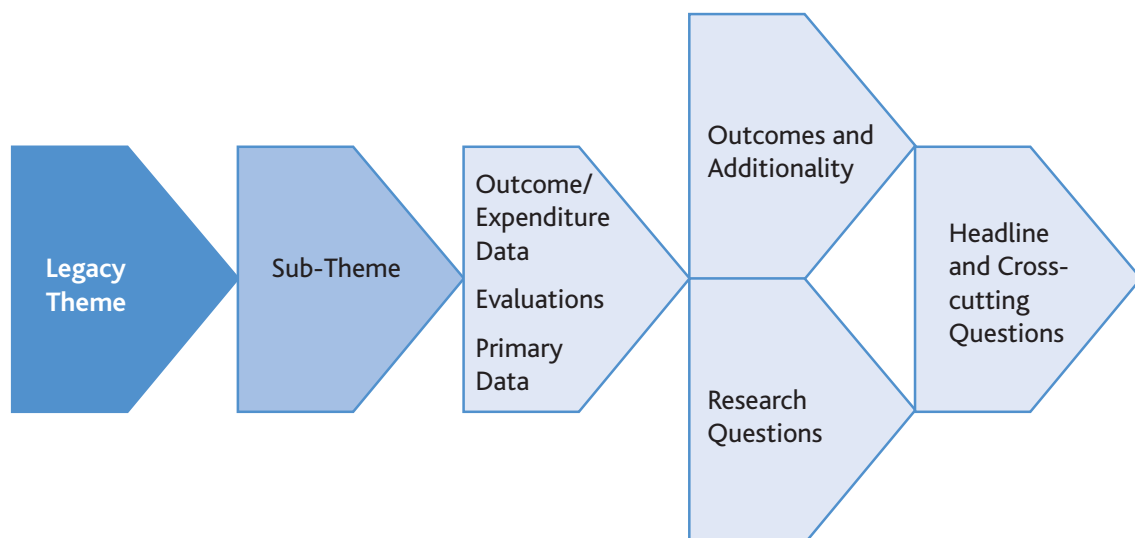 Legacy
Theme
Sub-Theme
Outcome/
Expenditure
Data
Evaluations
Primary
Data
Outcomes and
Additionality
Research
Questions
Headline
and Cross-
cutting
Questions